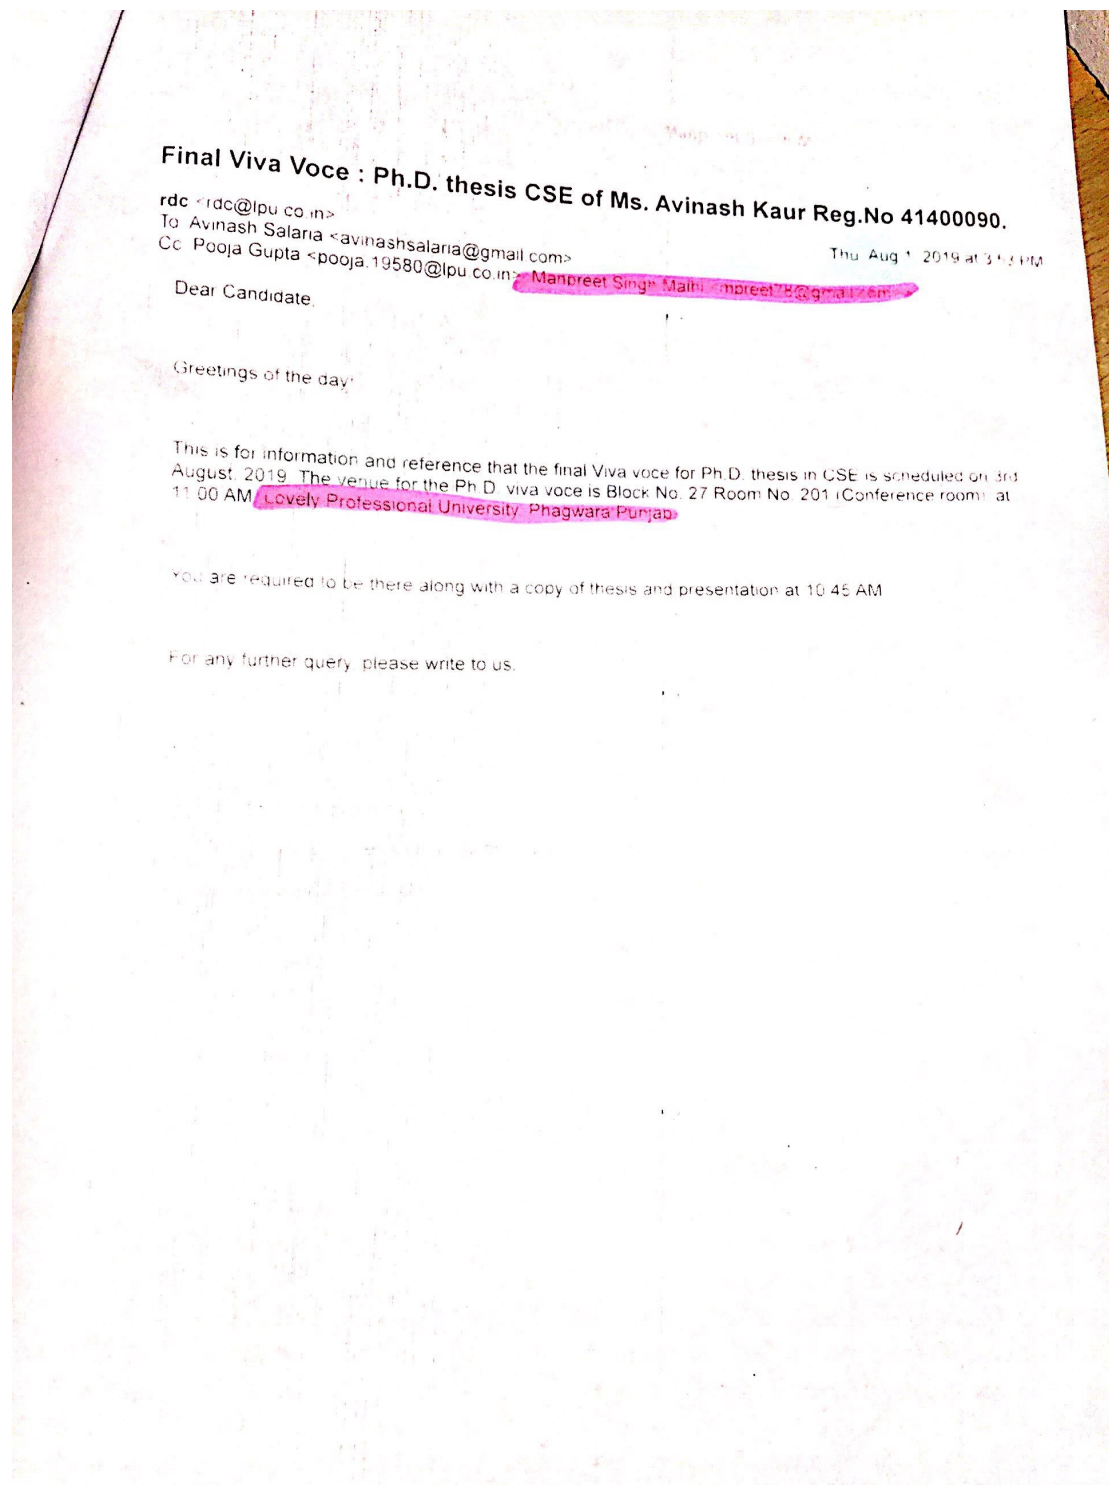 Final Viva Voce : Ph.D. thesis CSE of Ms. Avinash Kaur Reg.No 41400090.
rdc <rdc@lpu.co.in>
Thu, Aug 1, 2019 at PM
To: Avinash Salaria <avinashsalaria@gmail.com>
Cc: Pooja Gupta <pooja.19580@lpu.co.in>, Manpreet Singh
Dear Candidate,
Greetings of the day!
This is for information and reference that the final Viva voce for Ph.D. thesis in CSE is scheduled on 3rd
August, 2019. The venue for the Ph.D. viva voce is Block No. 27 Room No. 201 (Conference room) at
11:00 AM, Lovely Professional University, Phagwara Punjab
You are required to be there along with a copy of thesis and presentation at 10:45 AM
For any further query, please write to us.